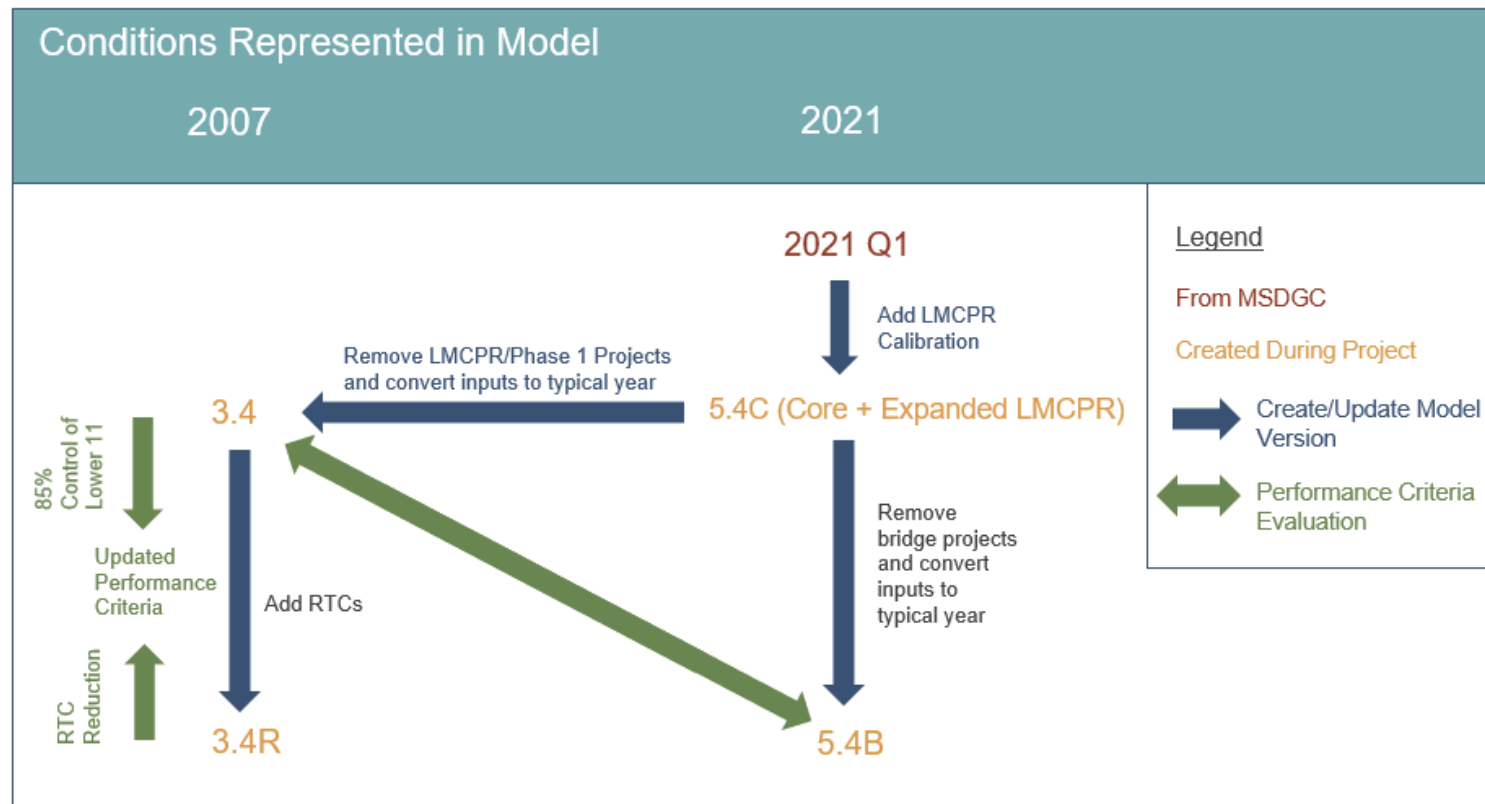 Conditions Represented in Model
2007
2021
2021 Q1
Add LMCPR
Calibration
Remove LMCPR/Phase 1 Projects
and convert inputs to typical year
3.4
5.4C (Core + Expanded LMCPR)
85%
Control of
Lower 11
Updated
Performance
Criteria
RTC
Reduction
Add RTCs
Remove
bridge projects
and convert
inputs to
typical year
3.4R
5.4B
Legend
From MSDGC
Created During Project
Create/Update Model
Version
Performance Criteria
Evaluation